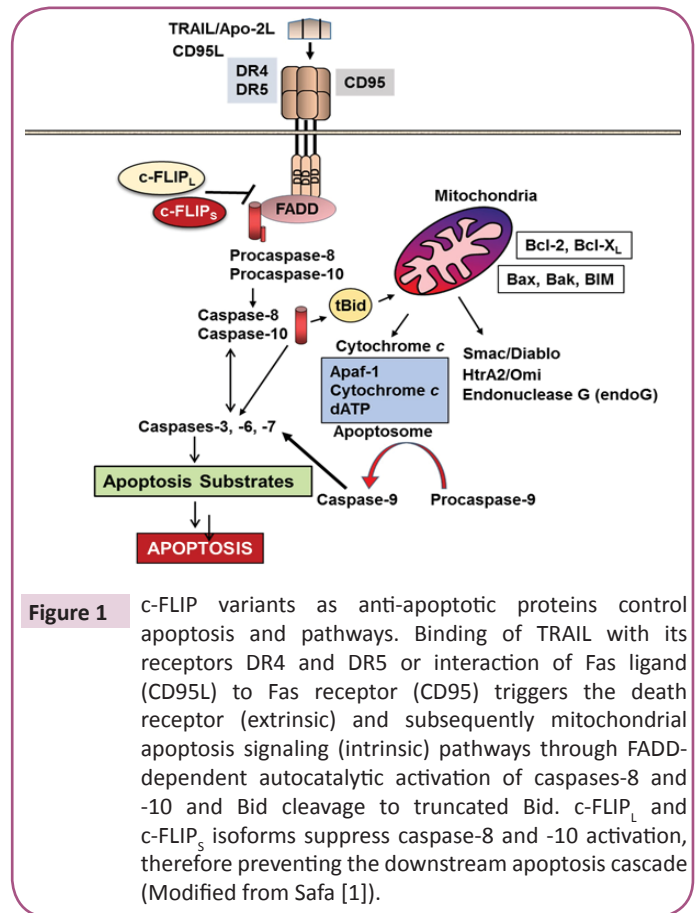 TRAIL/Apo-2L
CD95L
DR4
DR5
CD95
DD
DD
DD
c-FLIPL
c-FLIPS
FADD
Procaspase-8
Procaspase-10
Caspase-8
Caspase-10
tBid
Mitochondria
Bcl-2, Bcl-XL
Bax, Bak, BIM
Cytochrome c
Apaf-1
Cytochrome c
dATP
Apoptosome
Smac/Diablo
HtrA2/Omi
Endonuclease G (endoG)
Caspases-3, -6, -7
Apoptosis Substrates
Caspase-9
Procaspase-9
APOPTOSIS
Figure 1
c-FLIP variants as anti-apoptotic proteins control
apoptosis and pathways. Binding of TRAIL with its
receptors DR4 and DR5 or interaction of Fas ligand
(CD95L) to Fas receptor (CD95) triggers the death
receptor (extrinsic) and subsequently mitochondrial
apoptosis signaling (intrinsic) pathways through FADD-
dependent autocatalytic activation of caspases-8 and
-10 and Bid cleavage to truncated Bid. c-FLIPL and
c-FLIPS isoforms suppress caspase-8 and -10 activation,
therefore preventing the downstream apoptosis cascade
(Modified from Safa [1]).